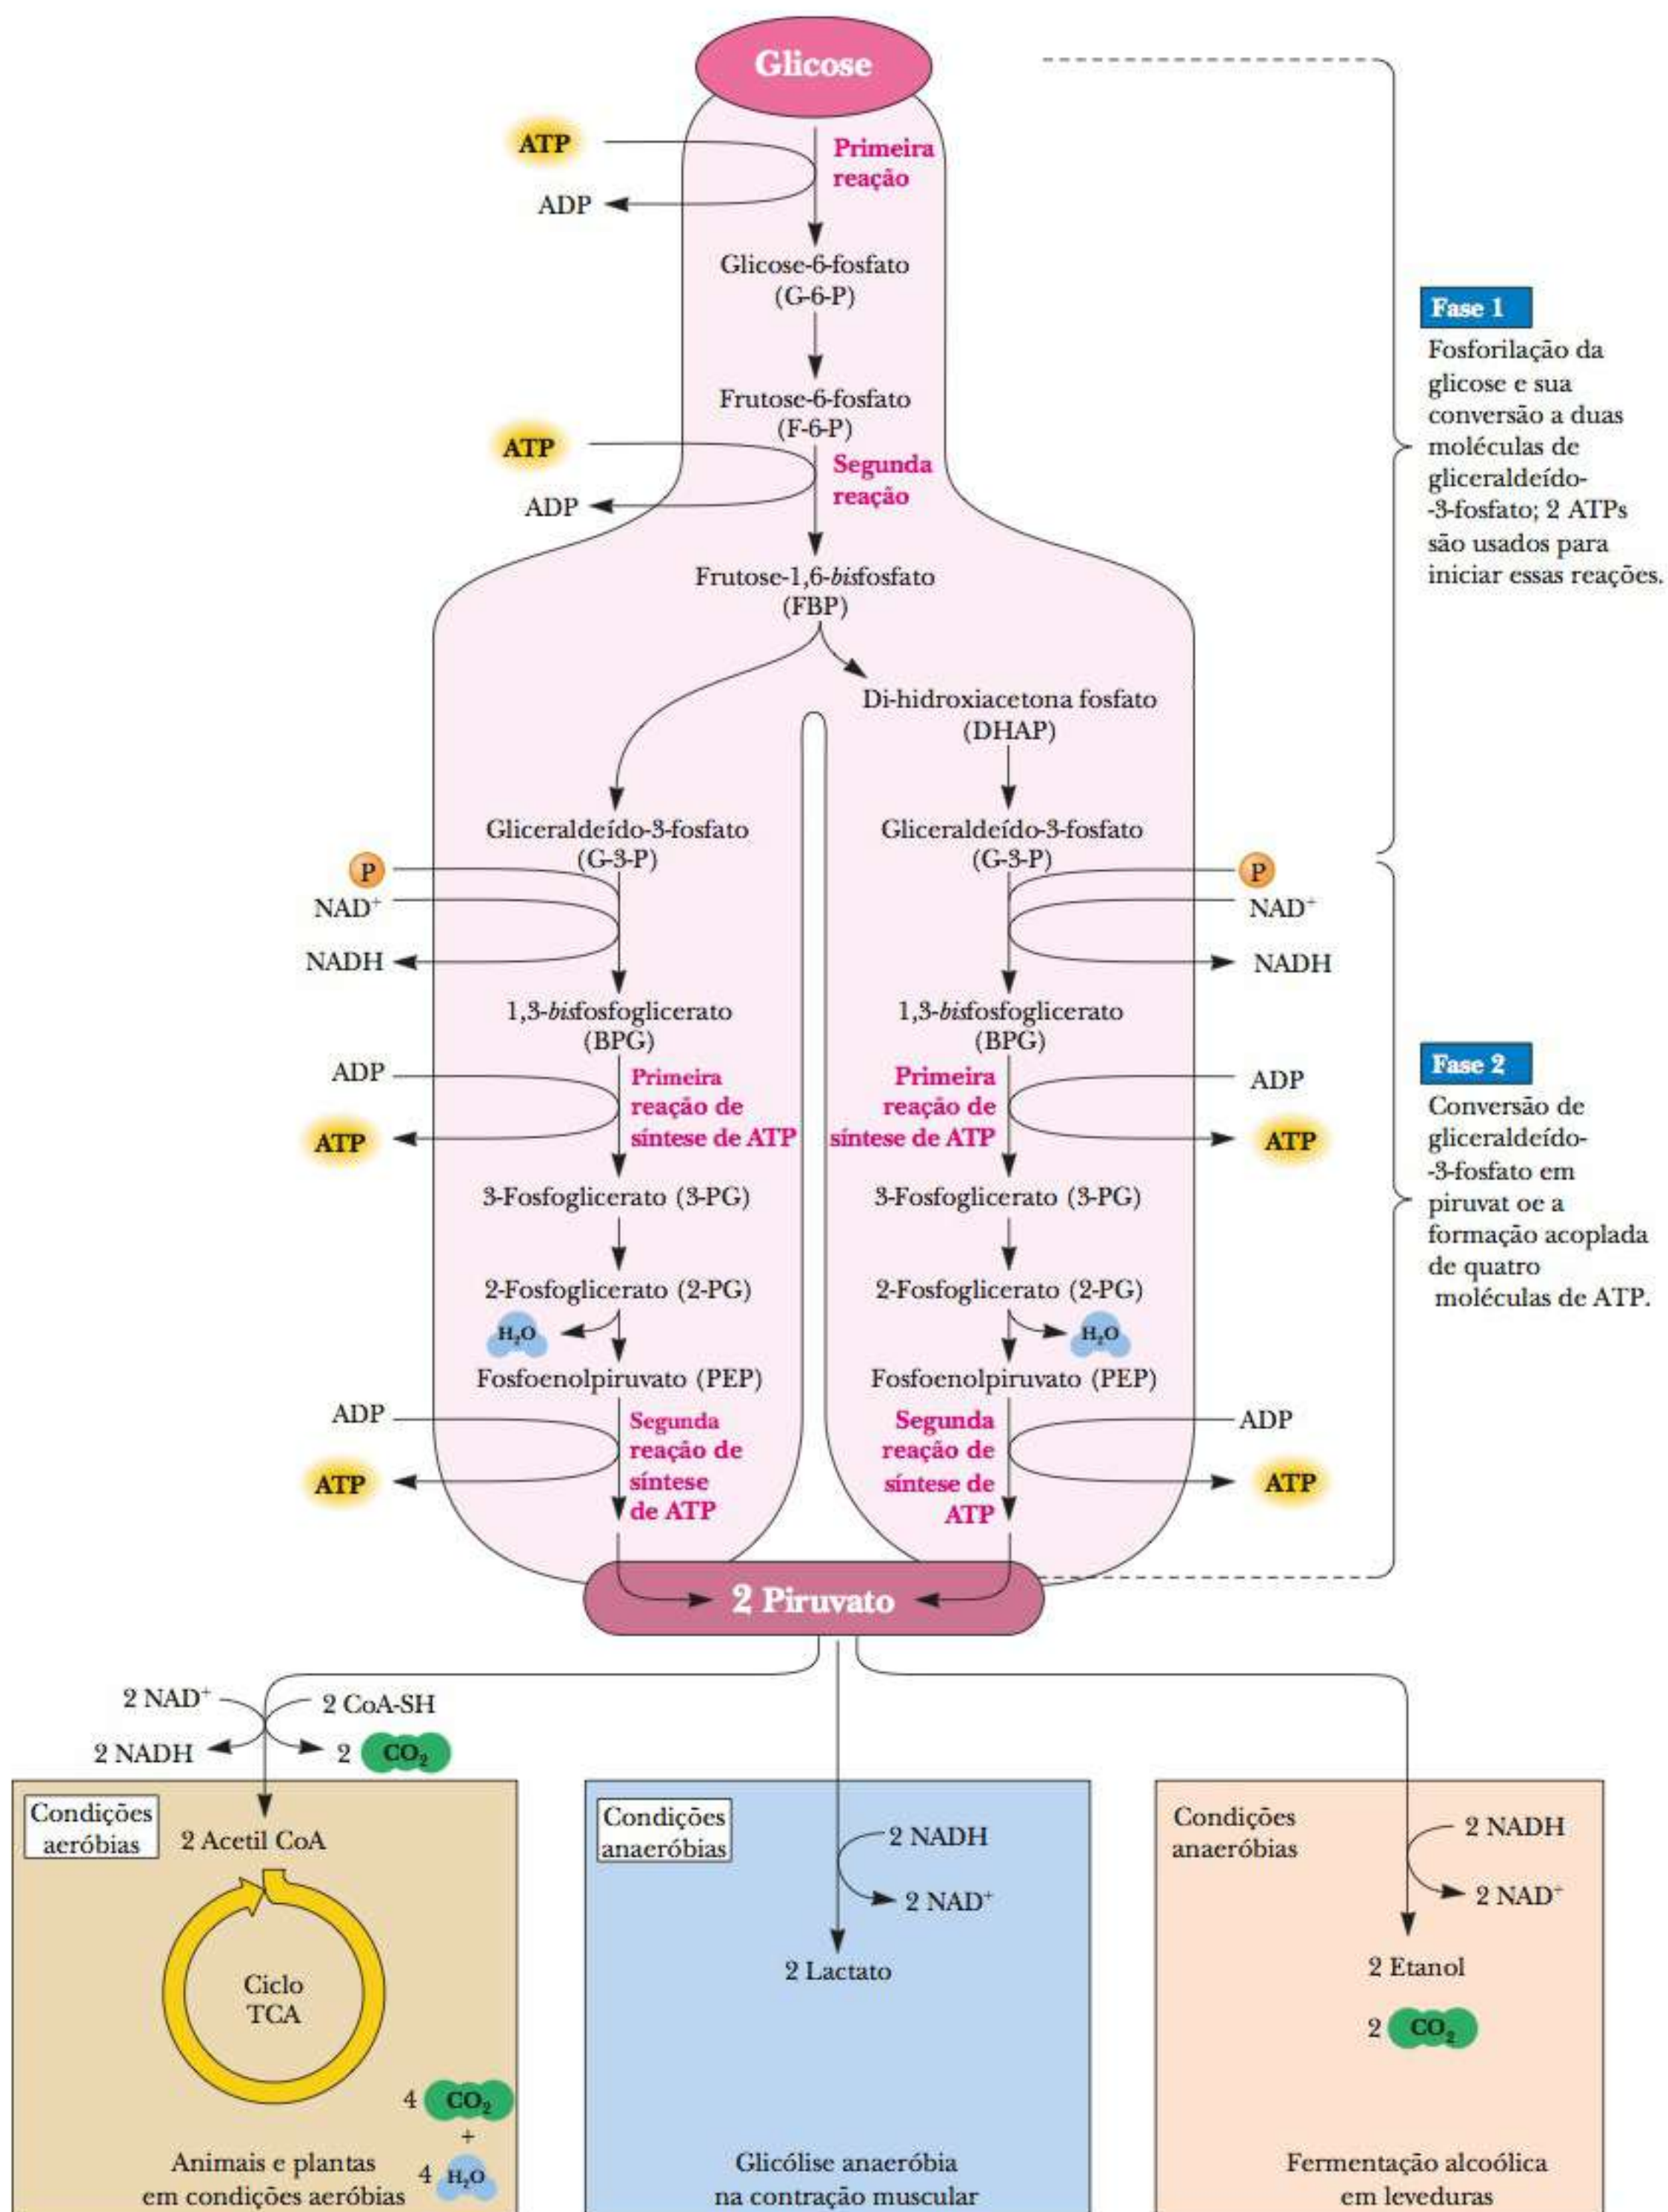 Glicose
ATP
Primeira
reação
ADP
Glicose-6-fosfato
(G-6-P)
Frutose-6-fosfato
(F-6-P)
ATP
Segunda
reação
ADP
Frutose-1,6-bisfosfato
(FBP)
Fase 1
Fosforilação da
glicose e sua
conversão a duas
moléculas de
gliceraldeído-
-3-fosfato; 2 ATPs
são usados para
iniciar essas reações.
Di-hidroxiacetona fosfato
(DHAP)
Gliceraldeído-3-fosfato
(G-3-P)
P
NAD⁺
NADH
1,3-bisfosfoglicerato
(BPG)
ADP
Primeira
reação de
síntese de ATP
ATP
3-Fosfoglicerato (3-PG)
2-Fosfoglicerato (2-PG)
H₂O
Fosfoenolpiruvato (PEP)
ADP
Segunda
reação de
síntese
de ATP
ATP
Gliceraldeído-3-fosfato
(G-3-P)
P
NAD⁺
NADH
1,3-bisfosfoglicerato
(BPG)
Primeira
reação de
síntese de ATP
ADP
ATP
3-Fosfoglicerato (3-PG)
2-Fosfoglicerato (2-PG)
H₂O
Fosfoenolpiruvato (PEP)
Segunda
reação de
síntese de
ATP
ADP
ATP
Fase 2
Conversão de
gliceraldeído-
-3-fosfato em
piruvat oe a
formação acoplada
de quatro
moléculas de ATP.
2 Piruvato
2 NAD⁺
2 CoA-SH
2 NADH
2 CO₂
Condições
aeróbias
2 Acetil CoA
Ciclo
TCA
4 CO₂
+
4 H₂O
Animais e plantas
em condições aeróbias
Condições
anaeróbias
2 NADH
2 NAD⁺
2 Lactato
Glicólise anaeróbia
na contração muscular
Condições
anaeróbias
2 NADH
2 NAD⁺
2 Etanol
2 CO₂
Fermentação alcoólica
em leveduras